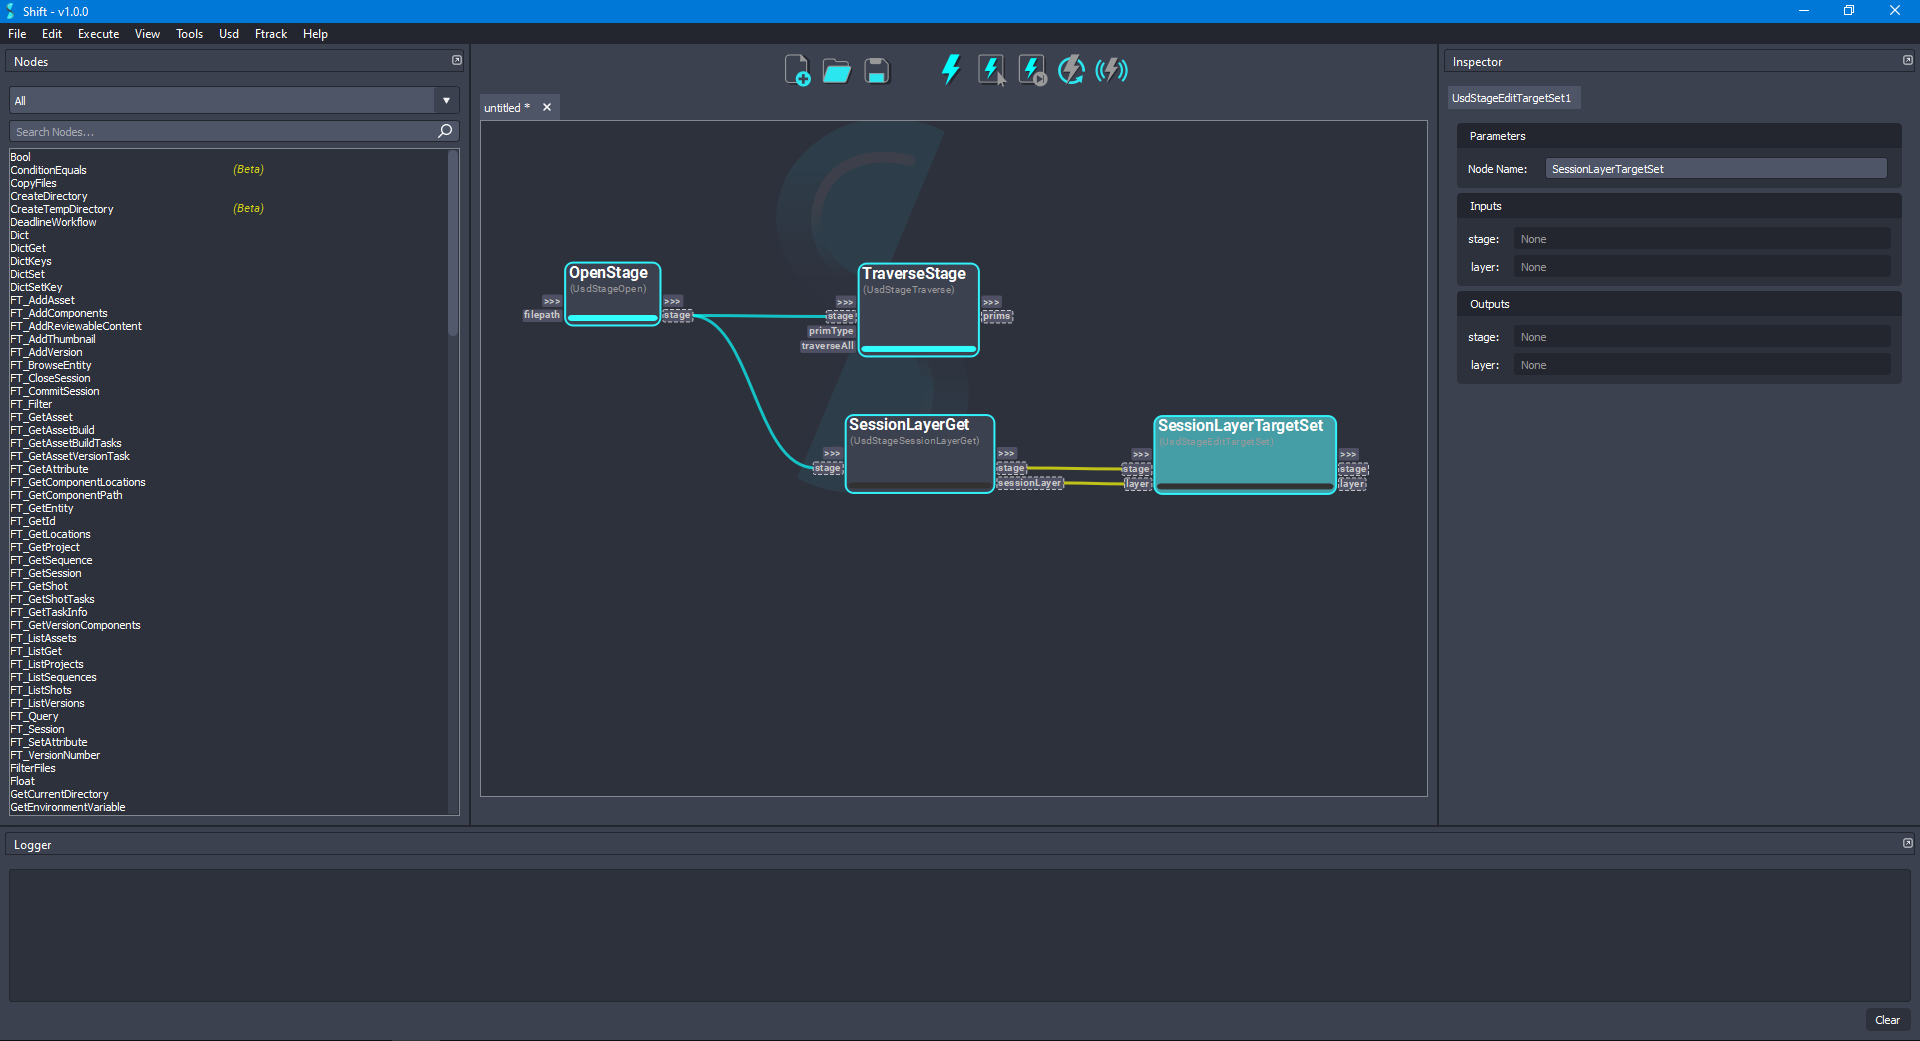 Shift - v1.0.0
File Edit Execute View Tools Usd Ftrack Help
Nodes
All
Search Nodes...
Bool
ConditionEquals (Beta)
CopyFiles
CreateDirectory
CreateTempDirectory (Beta)
DeadlineWorkflow
Dict
DictGet
DictKeys
DictSet
DictSetKey
FT_AddAsset
FT_AddComponents
FT_AddReviewableContent
FT_AddThumbnail
FT_AddVersion
FT_BrowseEntity
FT_CloseSession
FT_CommitSession
FT_Filter
FT_GetAsset
FT_GetAssetBuild
FT_GetAssetBuildTasks
FT_GetAssetVersionTask
FT_GetAttribute
FT_GetComponentLocations
FT_GetComponentPath
FT_GetEntity
FT_GetId
FT_GetLocations
FT_GetProject
FT_GetSequence
FT_GetSession
FT_GetShot
FT_GetShotTasks
FT_GetTaskInfo
FT_GetVersionComponents
FT_ListAssets
FT_ListGet
FT_ListProjects
FT_ListSequences
FT_ListShots
FT_ListVersions
FT_Query
FT_Session
FT_SetAttribute
FT_VersionNumber
FilterFiles
Float
GetCurrentDirectory
GetEnvironmentVariable
untitled *
OpenStage
(UsdStageOpen)
>>> >>>
filepath stage
TraverseStage
(UsdStageTraverse)
>>> >>>
stage prims
primType
traverseAll
SessionLayerGet
(UsdStageSessionLayerGet)
>>> >>>
stage stage
sessionLayer
SessionLayerTargetSet
(UsdStageEditTargetSet)
>>> >>>
stage stage
layer layer
Inspector
UsdStageEditTargetSet1
Parameters
Node Name: SessionLayerTargetSet
Inputs
stage: None
layer: None
Outputs
stage: None
layer: None
Logger
Clear